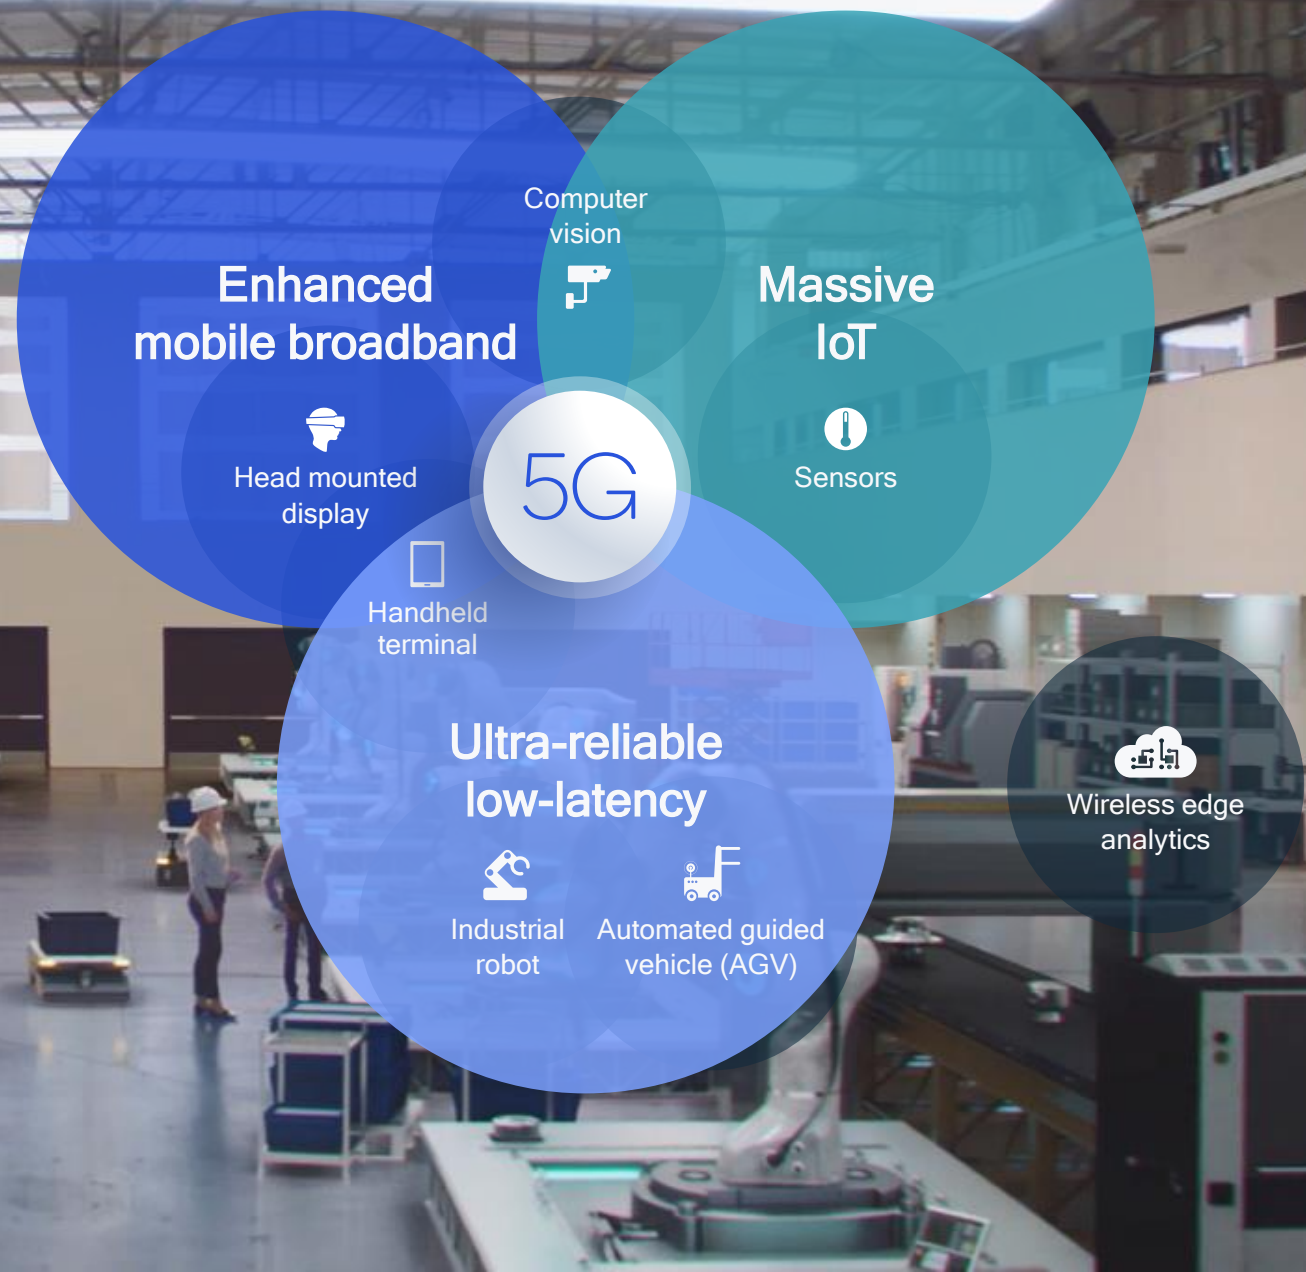 Computer
vision
Enhanced
mobile broadband
Massive
IoT
Head mounted
display
5G
Sensors
Handheld
terminal
Ultra-reliable
low-latency
Wireless edge
analytics
Industrial
robot
Automated guided
vehicle (AGV)